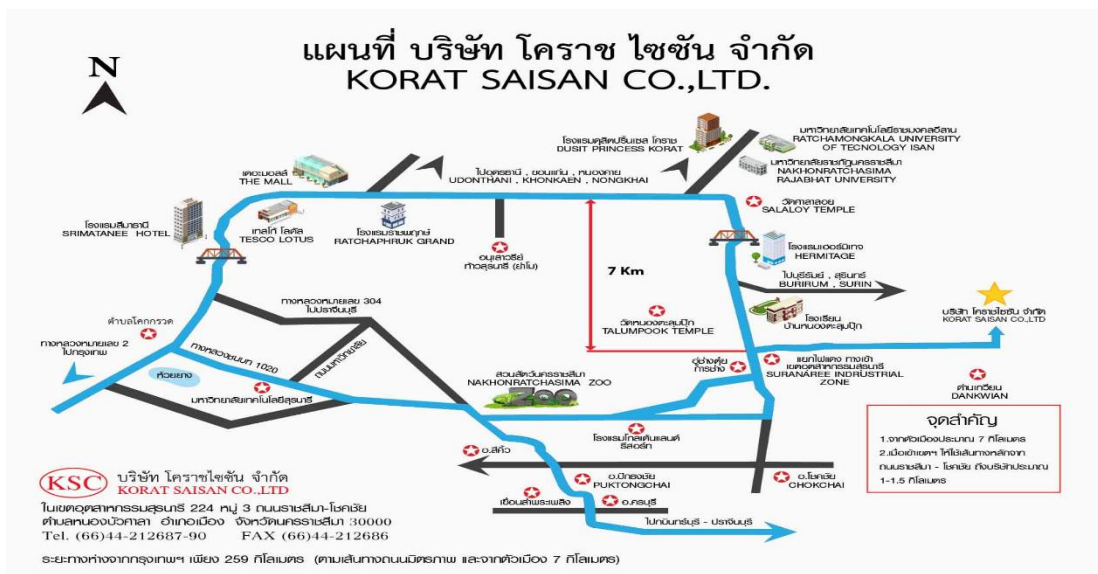 แผนที่ บริษัท โคราช ไซซัน จำกัด
KORAT SAISAN CO.,LTD.
N
โรงแรมดุสิตปริ๊นเซส โคราช
DUSIT PRINCESS KORAT
มหาวิทยาลัยเทคโนโลยีราชมงคลอีสาน
RATCHAMONGKALA UNIVERSITY
OF TECNOLOGY ISAN
มหาวิทยาลัยราชภัฏนครราชสีมา
NAKHONRATCHASIMA
RAJABHAT UNIVERSITY
เดอะมอลล์
THE MALL
ไปอุดรธานี , ขอนแก่น , หนองคาย
UDONTHANI , KHONKAEN , NONGKHAI
วัดศาลาลอย
SALALOY TEMPLE
โรงแรมสีมาธานี
SRIMATANEE HOTEL
เทสโก้ โลตัส
TESCO LOTUS
โรงแรมราชพฤกษ์
RATCHAPHRUK GRAND
อนุสาวรีย์
ท้าวสุรนารี (ย่าโม)
โรงแรมเฮอร์มิเทจ
HERMITAGE
7 Km
ไปบุรีรัมย์ , สุรินทร์
BURIRUM , SURIN
ทางหลวงหมายเลข 304
ไปปราจีนบุรี
วัดหนองตะลุมปุ๊ก
TALUMPOOK TEMPLE
โรงเรียน
บ้านหนองตะลุมปุ๊ก
บริษัท โคราชไซซัน จำกัด
KORAT SAISAN CO.,LTD
ตำบลโคกกรวด
ทางหลวงหมายเลข 2
ไปกรุงเทพ
ทางหลวงชนบท 1020
ถนนมหาวิทยาลัย
ห้วยยาง
มหาวิทยาลัยเทคโนโลยีสุรนารี
สวนสัตว์นครราชสีมา
NAKHONRATCHASIMA ZOO
ZOO
อู่ช่างตุ้ย
การช่าง
แยกไฟแดง ทางเข้า
เขตอุตสาหกรรมสุรนารี
SURANAREE INDRUSTRIAL
ZONE
ด่านเกวียน
DANKWIAN
โรงแรมโกลเด้นแลนด์
รีสอร์ท
อ.สีคิ้ว
อ.ปักธงชัย
PUKTONGCHAI
อ.โชคชัย
CHOKCHAI
เขื่อนลำพระเพลิง
อ.ครบุรี
ไปกบินทร์บุรี - ปราจีนบุรี
จุดสำคัญ
1.จากตัวเมืองประมาณ 7 กิโลเมตร
2.เมื่อเข้าเขตฯ ให้ใช้เส้นทางหลักจาก
ถนนราชสีมา - โชคชัย ถึงบริษัทประมาณ
1-1.5 กิโลเมตร
KSC
บริษัท โคราชไซซัน จำกัด
KORAT SAISAN CO.,LTD
ในเขตอุตสาหกรรมสุรนารี 224 หมู่ 3 ถนนราชสีมา-โชคชัย
ตำบลหนองบัวศาลา อำเภอเมือง จังหวัดนครราชสีมา 30000
Tel. (66)44-212687-90 FAX (66)44-212686
ระยะทางห่างจากกรุงเทพฯ เพียง 259 กิโลเมตร (ตามเส้นทางถนนมิตรภาพ และจากตัวเมือง 7 กิโลเมตร)